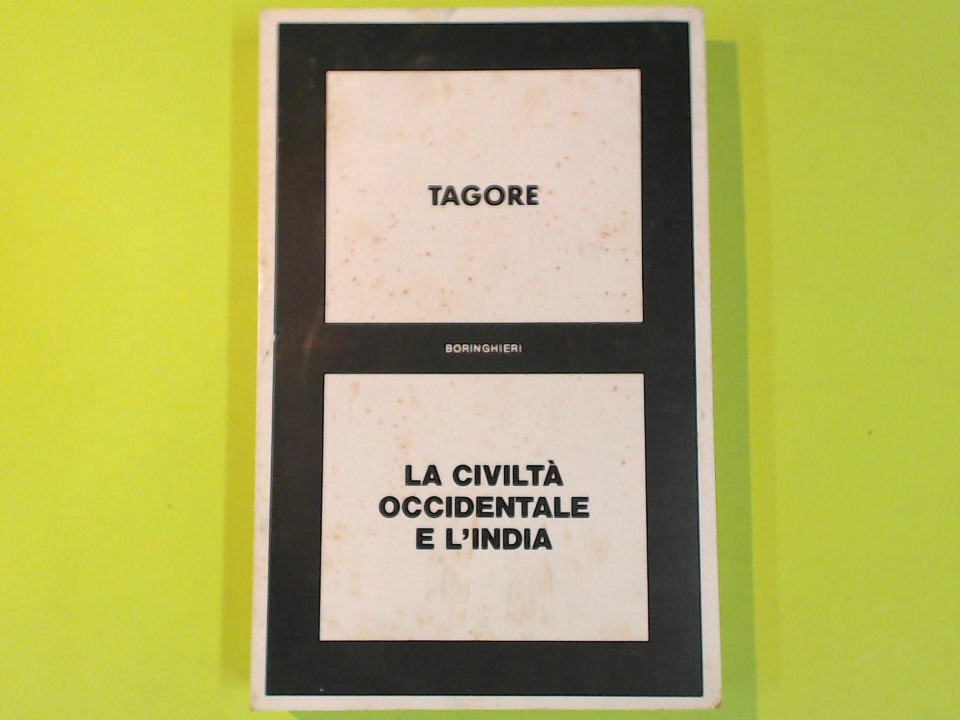 TAGORE
BORINGHIERI
LA CIVILTÀ
OCCIDENTALE
E L'INDIA